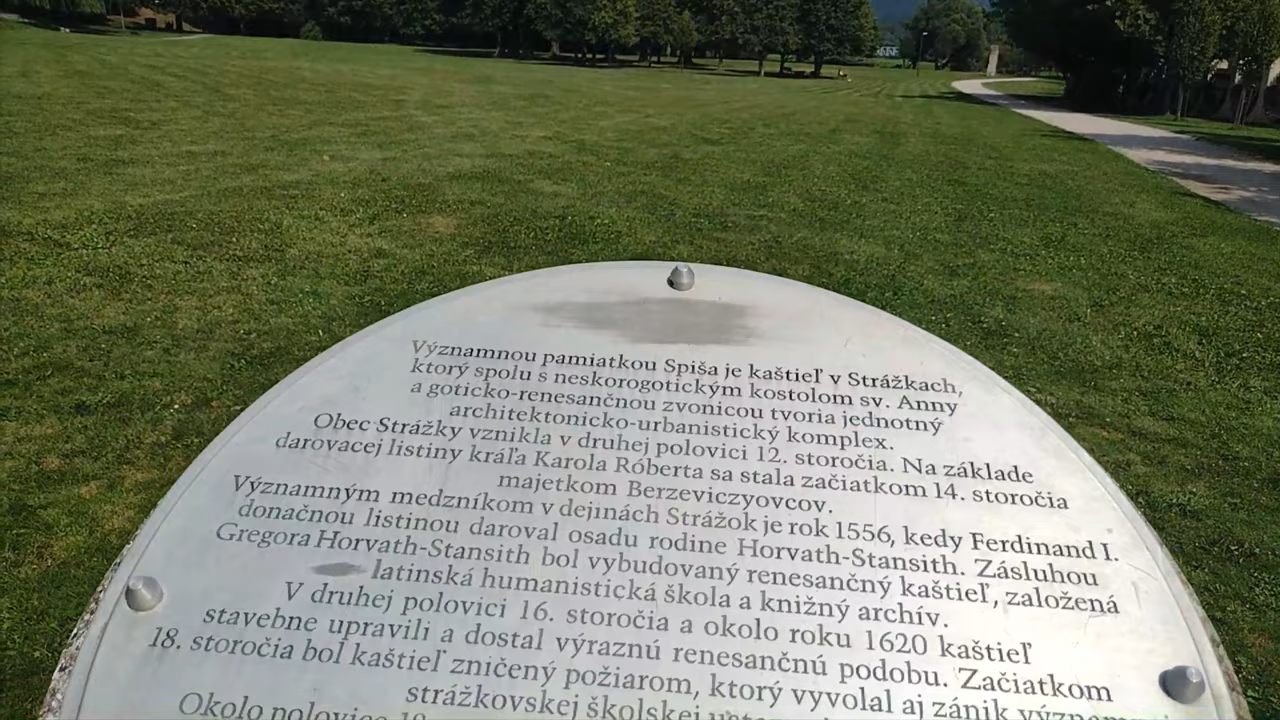 Významnou pamiatkou Spiša je kaštieľ v Strážkach,
ktorý spolu s neskorogotickým kostolom sv. Anny
a goticko-renesančnou zvonicou tvoria jednotný
architektonicko-urbanistický komplex.
Obec Strážky vznikla v druhej polovici 12. storočia. Na základe
darovacej listiny kráľa Karola Róberta sa stala začiatkom 14. storočia
majetkom Berzeviczyovcov.
Významným medzníkom v dejinách Strážok je rok 1556, kedy Ferdinand I.
donačnou listinou daroval osadu rodine Horvath-Stansith. Zásluhou
Gregora Horvath-Stansith bol vybudovaný renesančný kaštieľ, založená
latinská humanistická škola a knižný archív.
V druhej polovici 16. storočia a okolo roku 1620 kaštieľ
stavebne upravili a dostal výraznú renesančnú podobu. Začiatkom
18. storočia bol kaštieľ zničený požiarom, ktorý vyvolal aj zánik
strážkovskej školskej
Okolo polovice